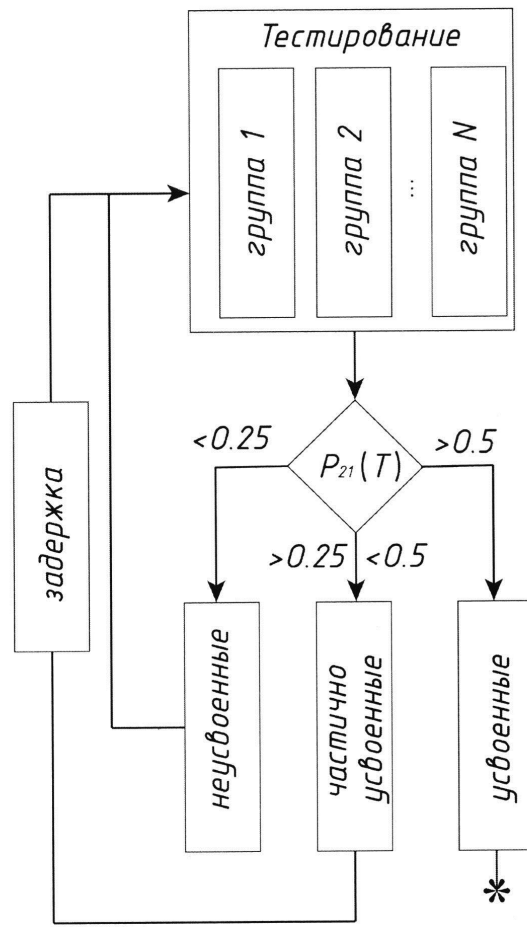 Тестирование
группа 1
группа 2
...
группа N
задержка
<0.25
P₂₁(T)
>0.5
>0.25
<0.5
неусвоенные
частично
усвоенные
усвоенные
*